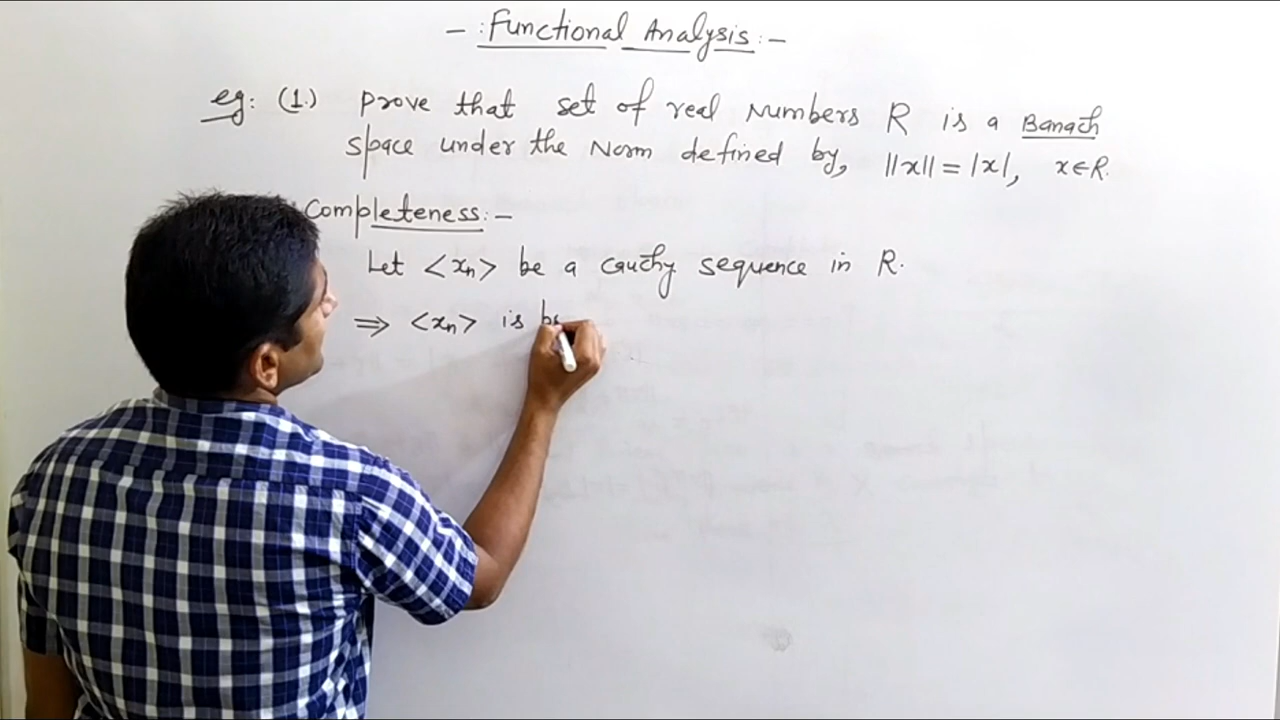 - : Functional Analysis : -
eg: (1.) prove that set of real Numbers R is a Banach
space under the Norm defined by, ||x|| = |x|, x ∈ R.
Completeness: -
Let <xₙ> be a cauchy sequence in R.
⇒ <xₙ> is